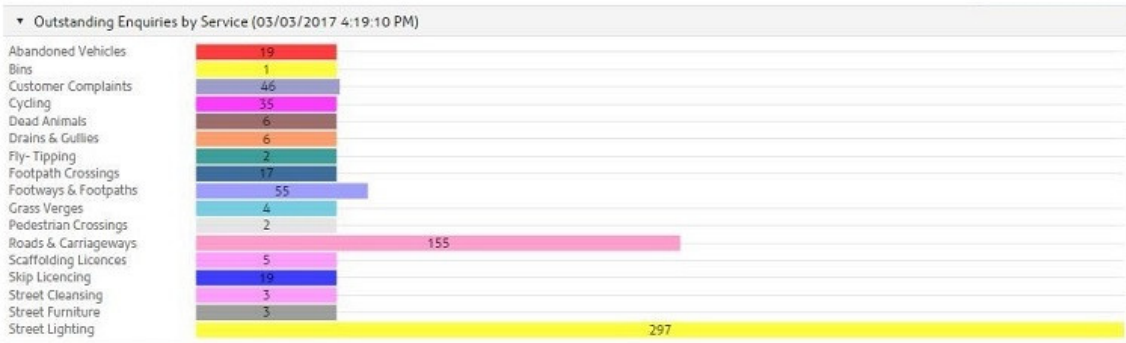 ▾ Outstanding Enquiries by Service (03/03/2017 4:19:10 PM)
Abandoned Vehicles 19
Bins 1
Customer Complaints 46
Cycling 35
Dead Animals 6
Drains & Gullies 6
Fly- Tipping 2
Footpath Crossings 17
Footways & Footpaths 55
Grass Verges 4
Pedestrian Crossings 2
Roads & Carriageways 155
Scaffolding Licences 5
Skip Licencing 19
Street Cleansing 3
Street Furniture 3
Street Lighting 297